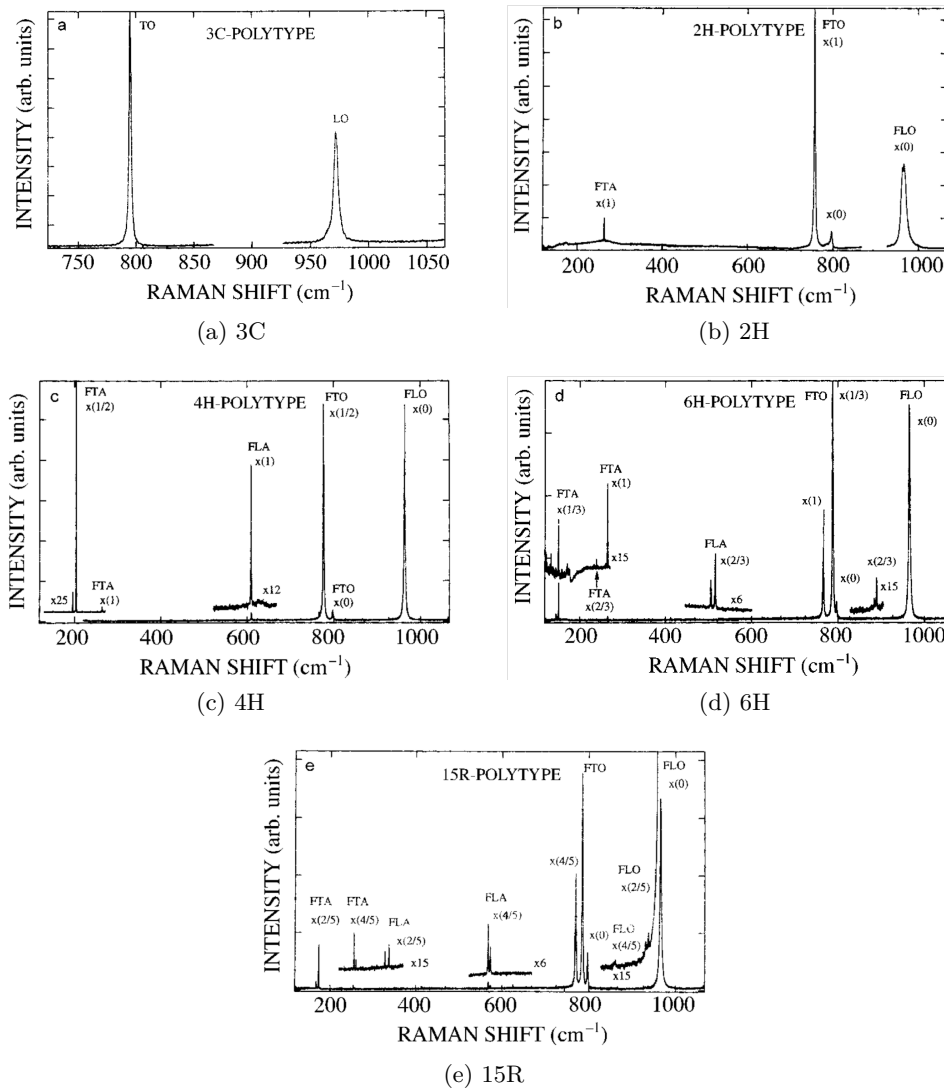 a
3C-POLYTYPE
TO
LO
INTENSITY (arb. units)
750 800 850 900 950 1000 1050
RAMAN SHIFT (cm⁻¹)
(a) 3C
b
2H-POLYTYPE
FTO
x(1)
FLO
x(0)
FTA
x(1)
x(0)
INTENSITY (arb. units)
200 400 600 800 1000
RAMAN SHIFT (cm⁻¹)
(b) 2H
c
4H-POLYTYPE
FTA
x(1/2)
FTO
x(1/2)
FLO
x(0)
FLA
x(1)
x12
x25
FTA
x(1)
FTO
x(0)
INTENSITY (arb. units)
200 400 600 800 1000
RAMAN SHIFT (cm⁻¹)
(c) 4H
d
6H-POLYTYPE
FTO
x(1/3)
FLO
x(0)
FTA
x(1)
FTA
x(1/3)
x(1)
FLA
x(2/3)
x15
FTA
x(2/3)
x6
x(0)
x(2/3)
x15
INTENSITY (arb. units)
200 400 600 800 1000
RAMAN SHIFT (cm⁻¹)
(d) 6H
e
15R-POLYTYPE
FTO
FLO
x(0)
x(4/5)
FLO
x(2/5)
FTA
x(2/5)
FTA
x(4/5)
FLA
x(2/5)
x15
FLA
x(4/5)
x6
x(0)
FLO
x(4/5)
x15
INTENSITY (arb. units)
200 400 600 800 1000
RAMAN SHIFT (cm⁻¹)
(e) 15R